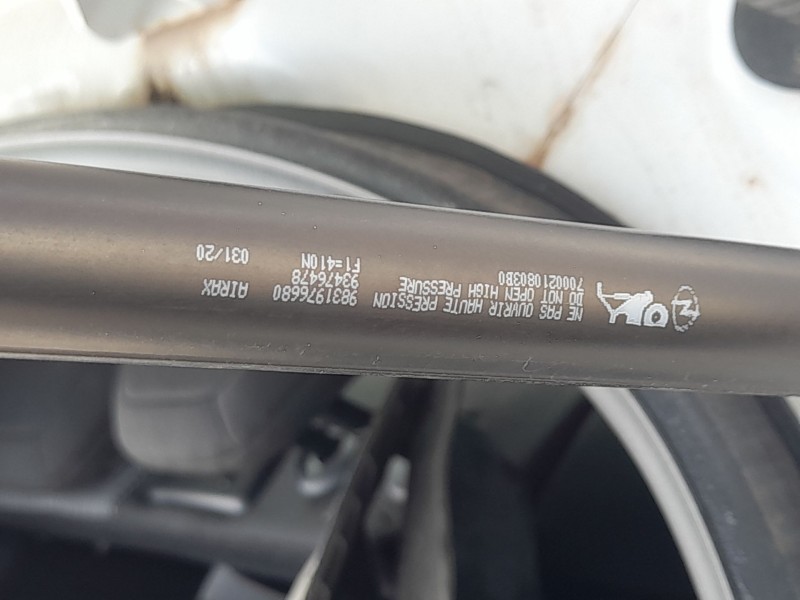 NE PAS OUVRIR HAUTE PRESSION
DO NOT OPEN HIGH PRESSURE
7000210803B0
9831976680
93476478
F1=410N
AIRAX
031/20